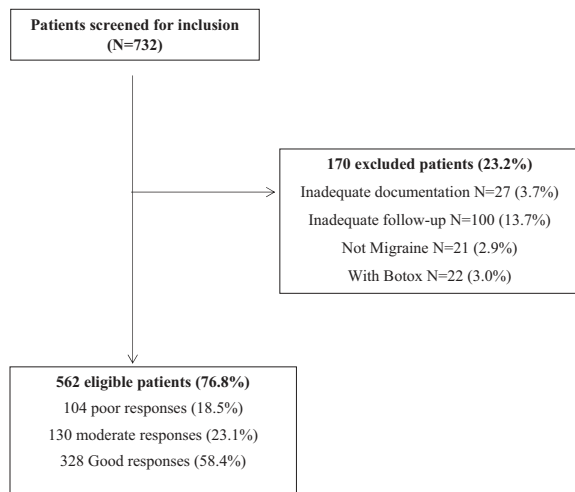 Patients screened for inclusion
(N=732)
170 excluded patients (23.2%)
Inadequate documentation N=27 (3.7%)
Inadequate follow-up N=100 (13.7%)
Not Migraine N=21 (2.9%)
With Botox N=22 (3.0%)
562 eligible patients (76.8%)
104 poor responses (18.5%)
130 moderate responses (23.1%)
328 Good responses (58.4%)